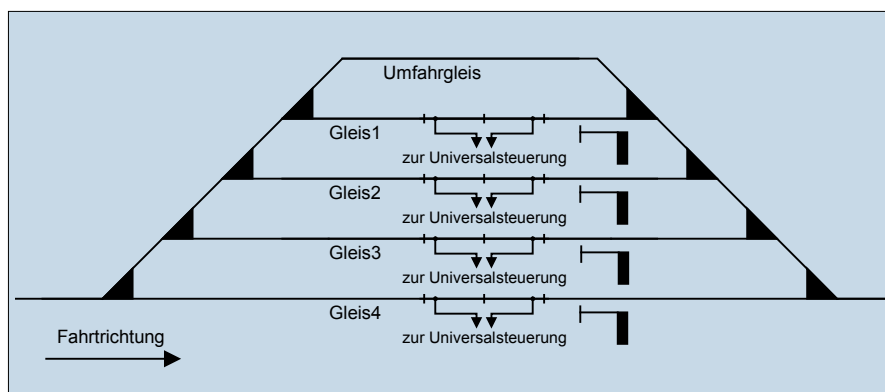 Umfahrgleis
Gleis1
zur Universalsteuerung
Gleis2
zur Universalsteuerung
Gleis3
zur Universalsteuerung
Gleis4
zur Universalsteuerung
Fahrtrichtung